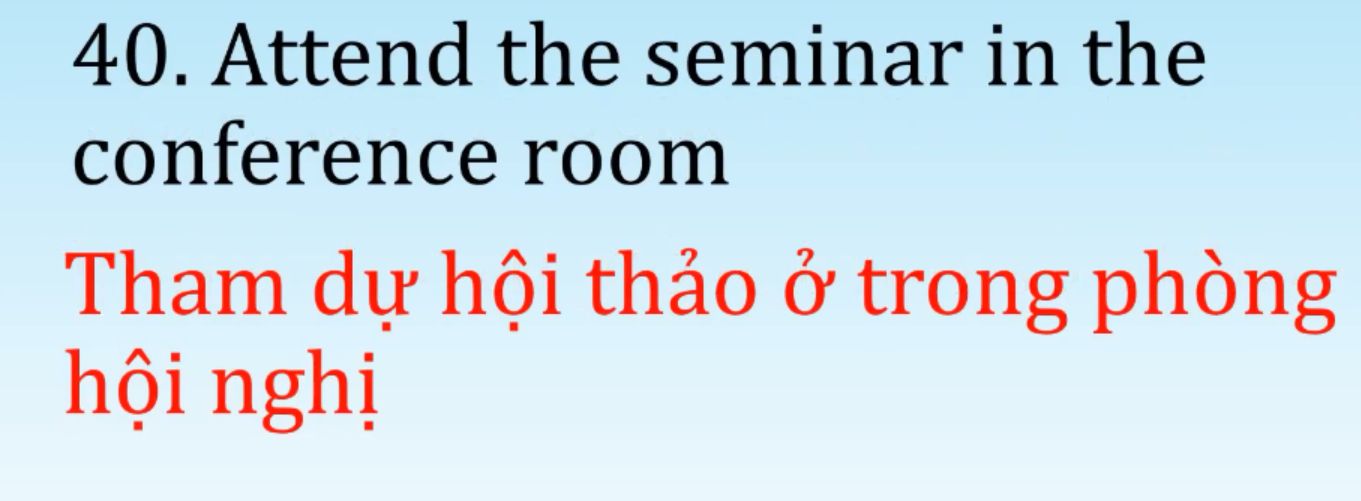 40. Attend the seminar in the
conference room
Tham dự hội thảo ở trong phòng
hội nghị